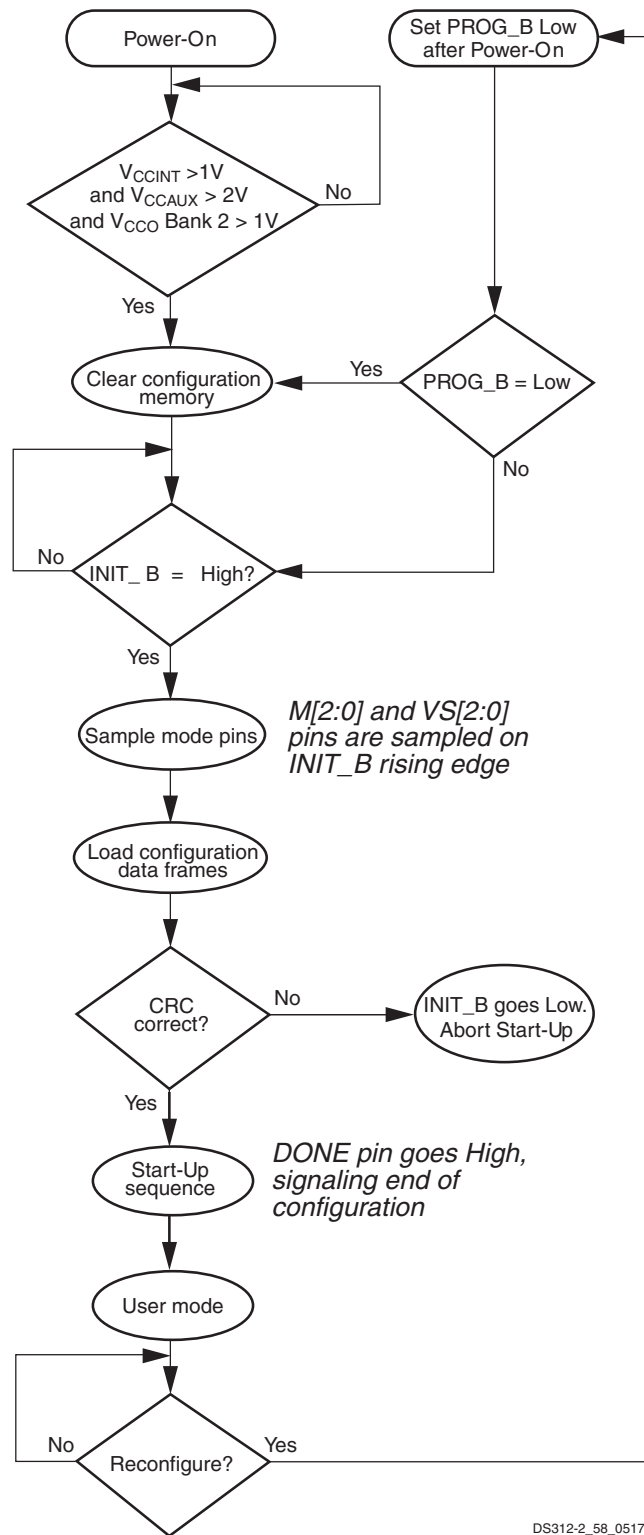 Power-On
Set PROG_B Low
after Power-On
VCCINT >1V
and VCCAUX > 2V
and VCCO Bank 2 > 1V
No
Yes
Clear configuration
memory
Yes
PROG_B = Low
No
No
INIT_ B = High?
Yes
Sample mode pins
M[2:0] and VS[2:0]
pins are sampled on
INIT_B rising edge
Load configuration
data frames
CRC
correct?
No
INIT_B goes Low.
Abort Start-Up
Yes
Start-Up
sequence
DONE pin goes High,
signaling end of
configuration
User mode
No
Reconfigure?
Yes
DS312-2_58_0517